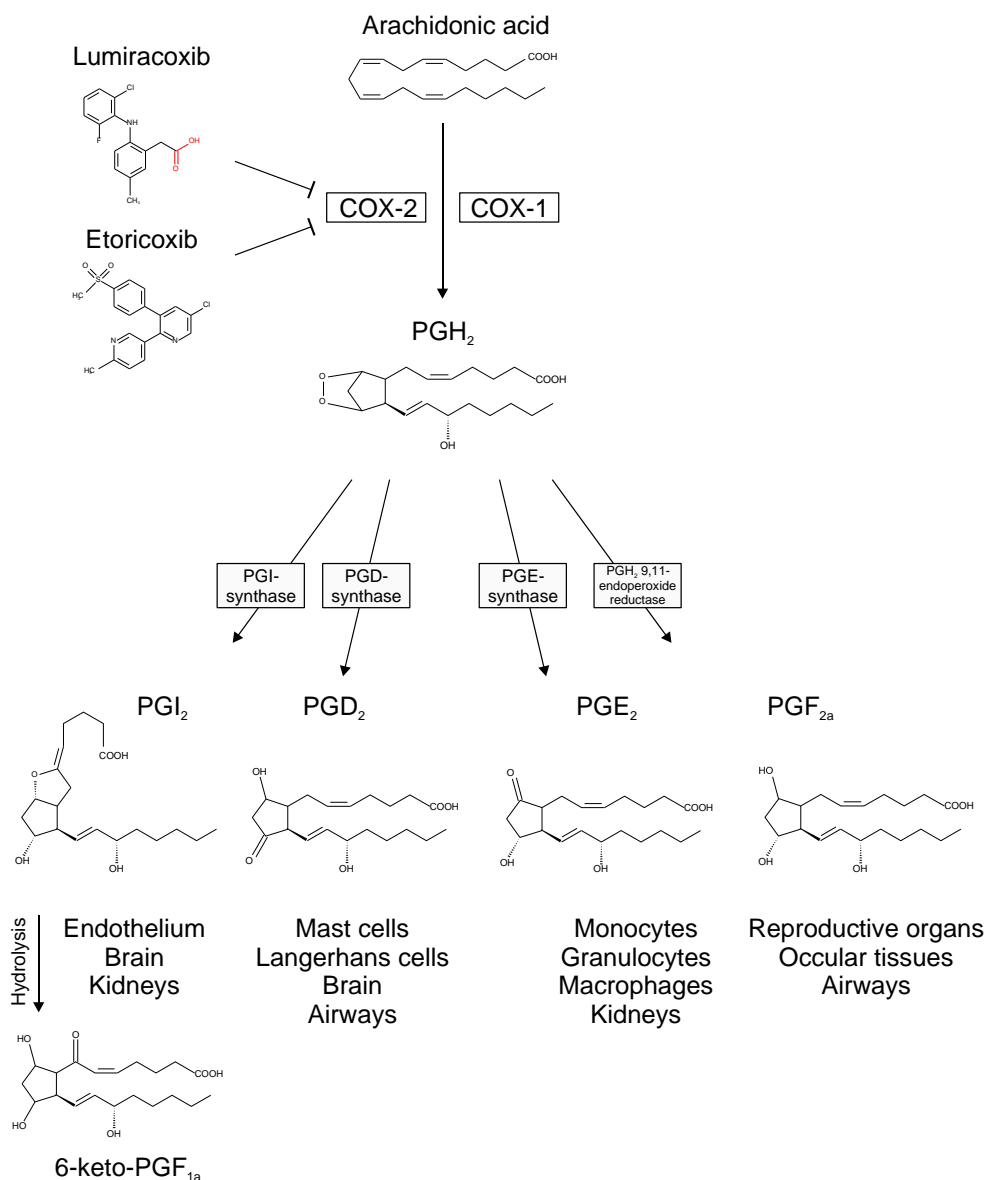 Arachidonic acid
COOH
Lumiracoxib
Cl
NH
F
OH
O
CH₃
COX-2
COX-1
Etoricoxib
O
O
S
HC
Cl
N
N
HC
PGH₂
O
O
COOH
OH
PGI-
synthase
PGD-
synthase
PGE-
synthase
PGH₂ 9,11-
endoperoxide
reductase
PGI₂
PGD₂
PGE₂
PGF₂ₐ
COOH
O
OH
OH
OH
COOH
O
OH
O
COOH
OH
OH
HO
COOH
OH
OH
Hydrolysis
Endothelium
Brain
Kidneys
Mast cells
Langerhans cells
Brain
Airways
Monocytes
Granulocytes
Macrophages
Kidneys
Reproductive organs
Occular tissues
Airways
HO
O
COOH
HO
OH
6-keto-PGF₁ₐ